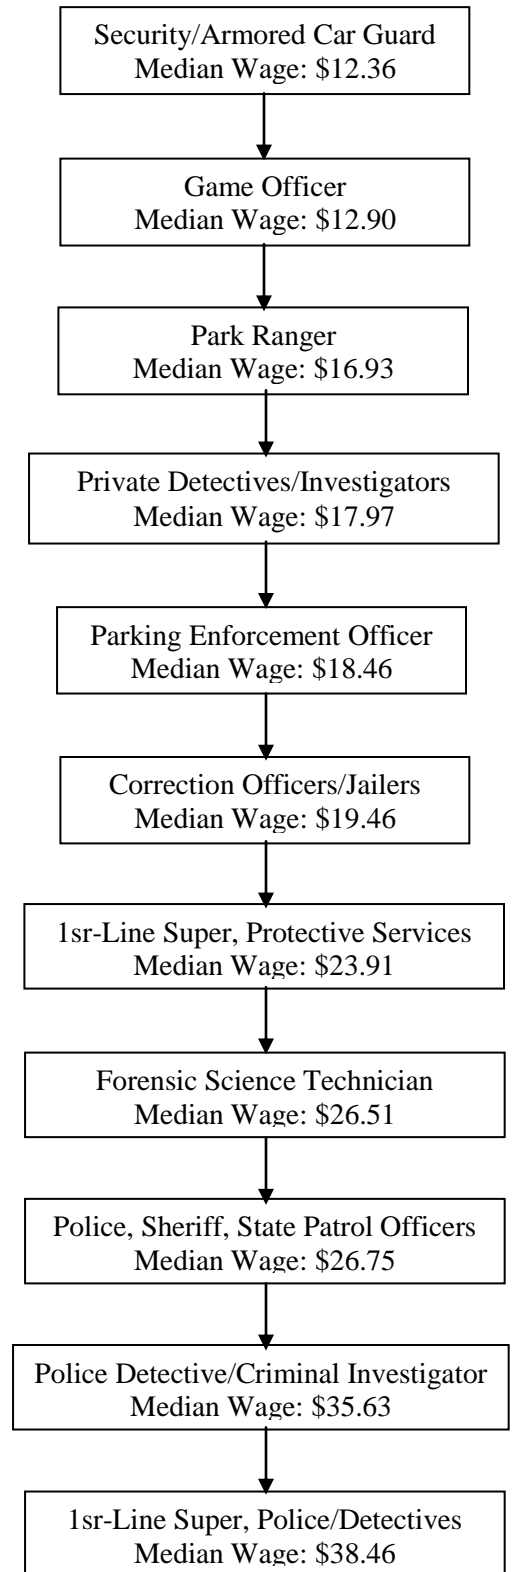 Security/Armored Car Guard
Median Wage: $12.36
Game Officer
Median Wage: $12.90
Park Ranger
Median Wage: $16.93
Private Detectives/Investigators
Median Wage: $17.97
Parking Enforcement Officer
Median Wage: $18.46
Correction Officers/Jailers
Median Wage: $19.46
1sr-Line Super, Protective Services
Median Wage: $23.91
Forensic Science Technician
Median Wage: $26.51
Police, Sheriff, State Patrol Officers
Median Wage: $26.75
Police Detective/Criminal Investigator
Median Wage: $35.63
1sr-Line Super, Police/Detectives
Median Wage: $38.46